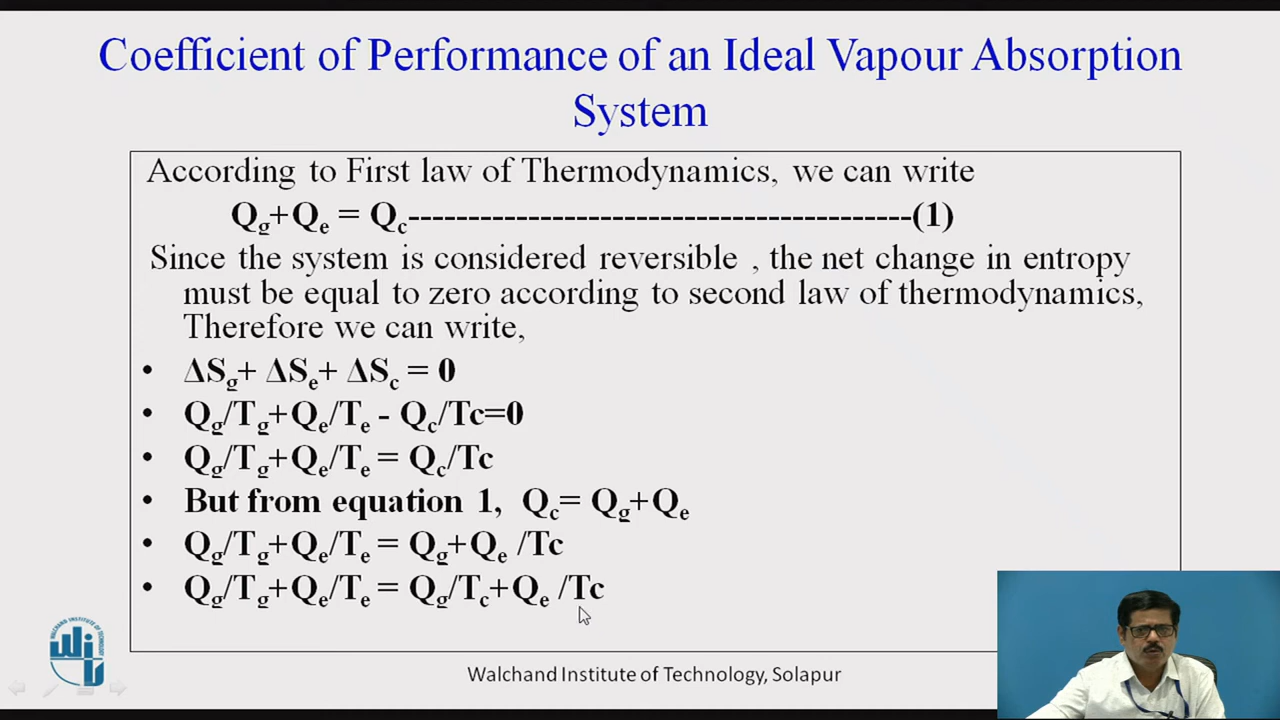 Coefficient of Performance of an Ideal Vapour Absorption
System
According to First law of Thermodynamics, we can write
Qg+Qe = Qc------------------------------------------(1)
Since the system is considered reversible , the net change in entropy
must be equal to zero according to second law of thermodynamics,
Therefore we can write,
• ΔSg+ ΔSe+ ΔSc = 0
• Qg/Tg+Qe/Te - Qc/Tc=0
• Qg/Tg+Qe/Te = Qc/Tc
• But from equation 1, Qc= Qg+Qe
• Qg/Tg+Qe/Te = Qg+Qe /Tc
• Qg/Tg+Qe/Te = Qg/Tc+Qe /Tc
WALCHAND INSTITUTE OF TECHNOLOGY
Walchand Institute of Technology, Solapur